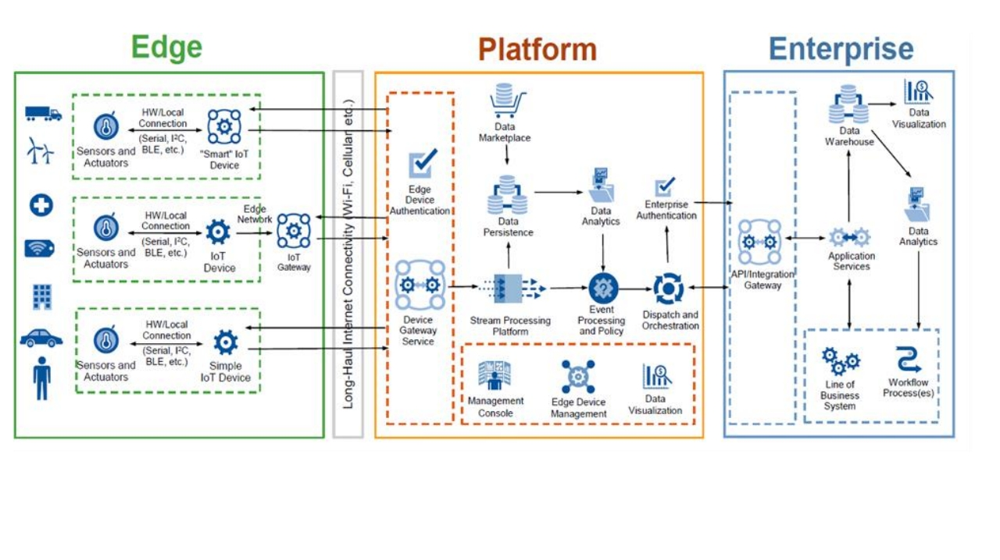 Edge
Platform
Enterprise
HW/Local
Connection
(Serial, I²C,
BLE, etc.)
Sensors and
Actuators
"Smart" IoT
Device
HW/Local
Connection
(Serial, I²C,
BLE, etc.)
Sensors and
Actuators
IoT
Device
Edge
Network
IoT
Gateway
HW/Local
Connection
(Serial, I²C,
BLE, etc.)
Sensors and
Actuators
Simple
IoT Device
Long-Haul Internet Connectivity (Wi-Fi, Cellular etc.)
Edge
Device
Authentication
Device
Gateway
Service
Data
Marketplace
Data
Persistence
Data
Analytics
Enterprise
Authentication
Stream Processing
Platform
Event
Processing
and Policy
Dispatch and
Orchestration
Management
Console
Edge Device
Management
Data
Visualization
API/Integration
Gateway
Data
Warehouse
Data
Visualization
Application
Services
Data
Analytics
Line of
Business
System
Workflow
Process(es)